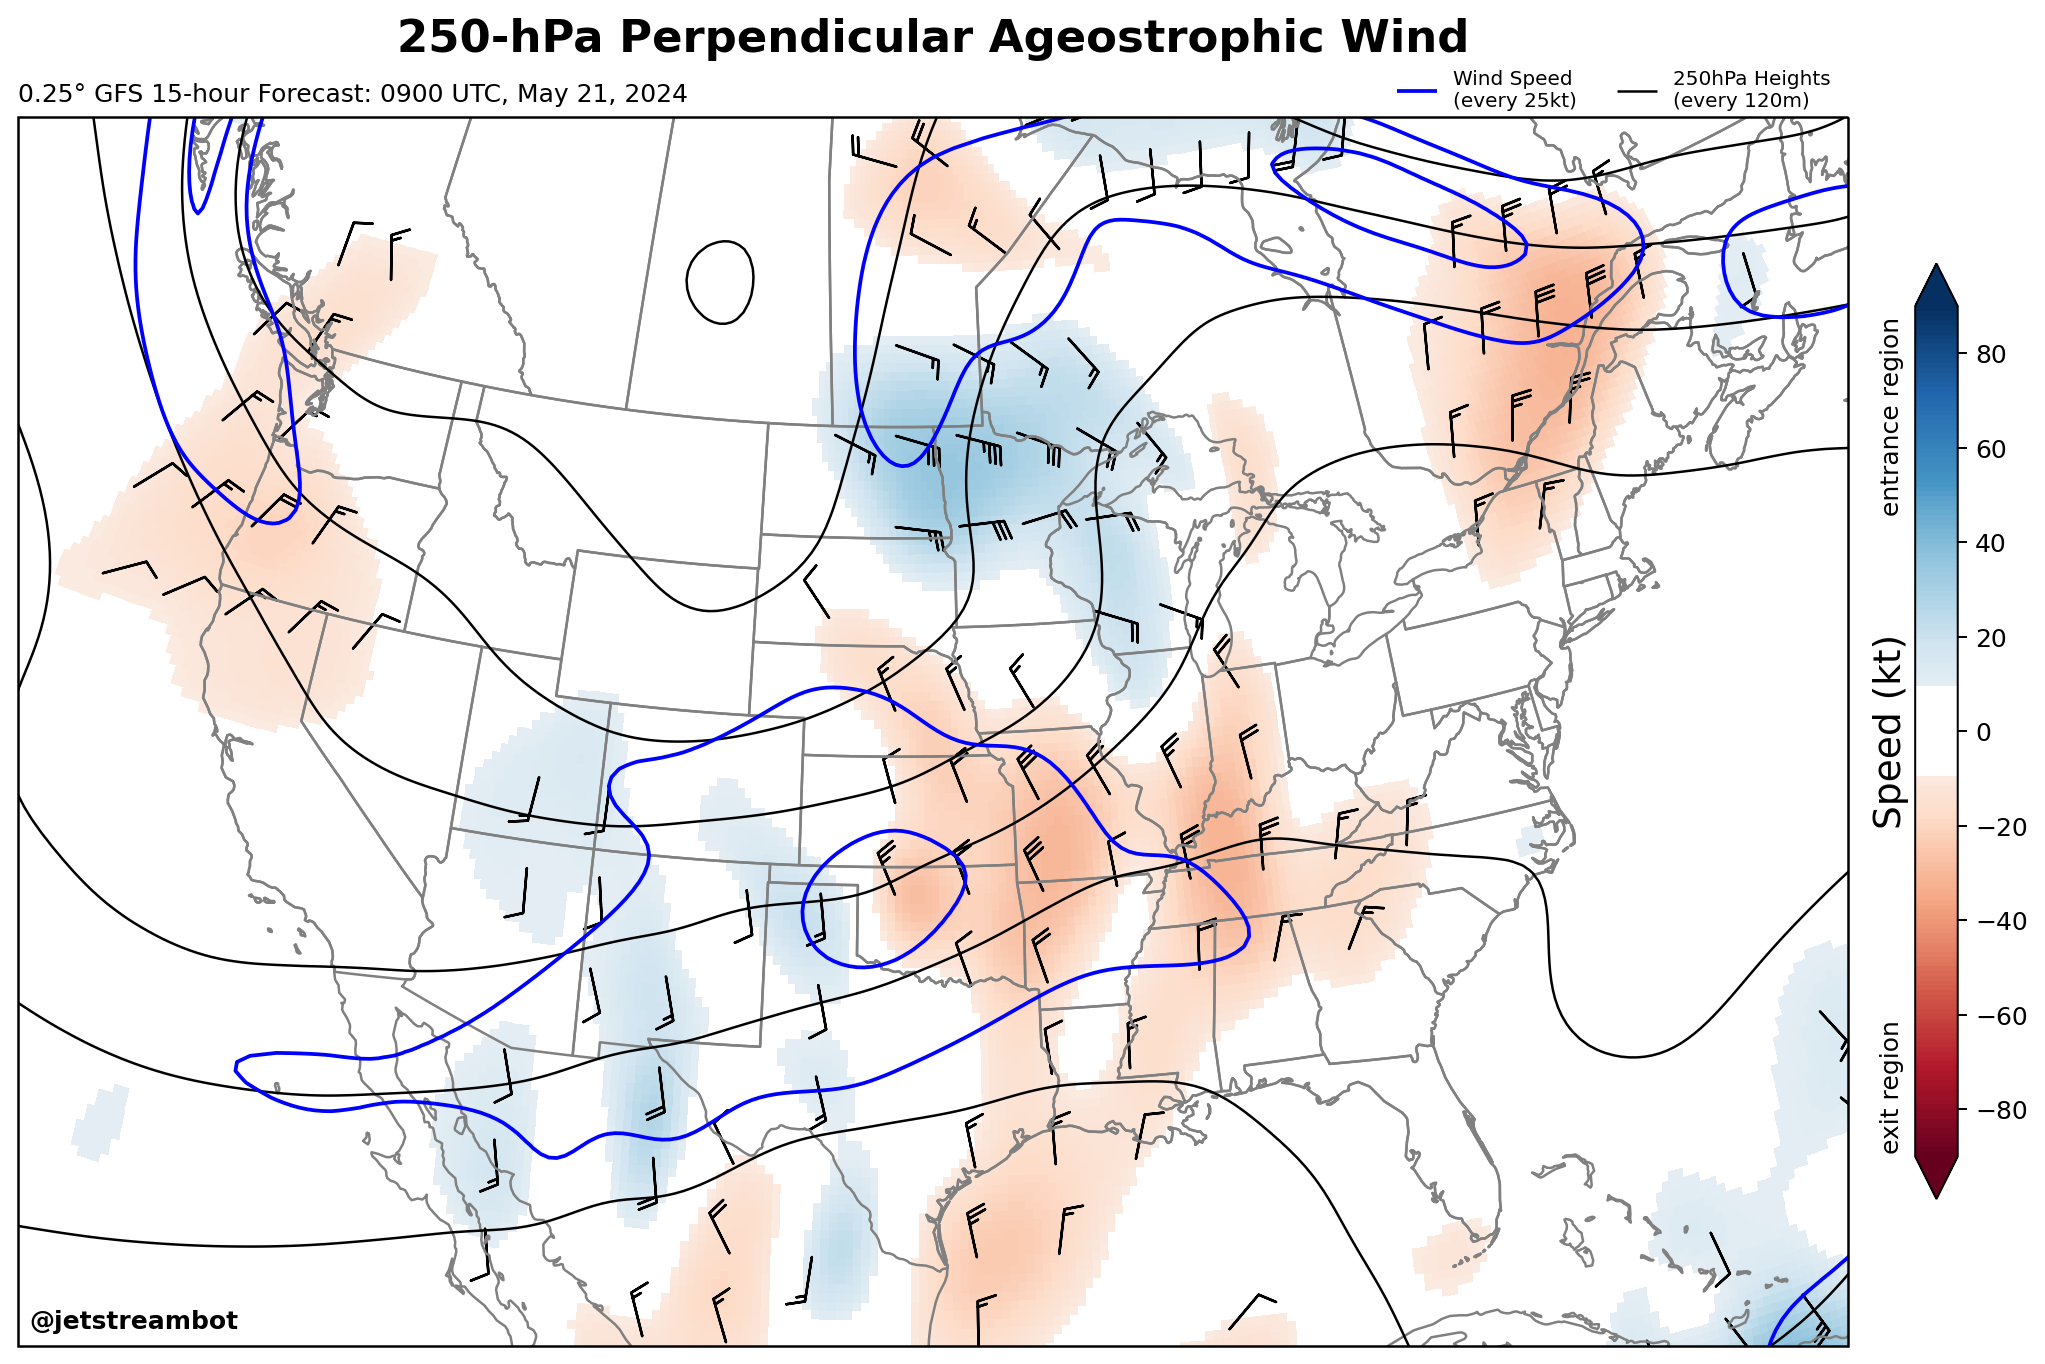 250-hPa Perpendicular Ageostrophic Wind
0.25° GFS 15-hour Forecast: 0900 UTC, May 21, 2024
Wind Speed
(every 25kt)
250hPa Heights
(every 120m)
entrance region
exit region
Speed (kt)
80
60
40
20
0
−20
−40
−60
−80
@jetstreambot